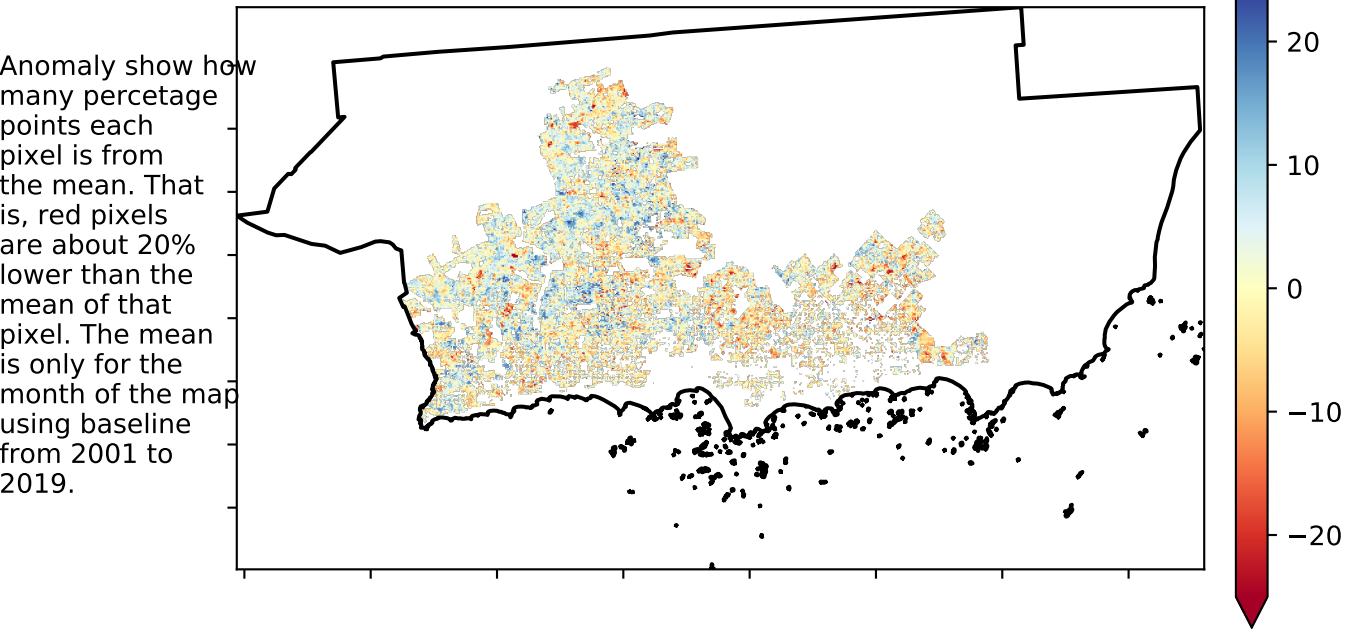 Anomaly show how
many percetage
points each
pixel is from
the mean. That
is, red pixels
are about 20%
lower than the
mean of that
pixel. The mean
is only for the
month of the map
using baseline
from 2001 to
2019.
20
10
0
−10
−20